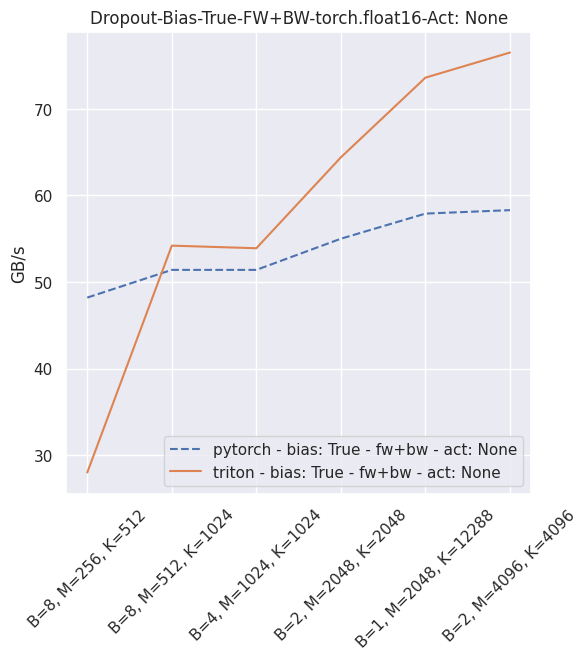 Dropout-Bias-True-FW+BW-torch.float16-Act: None
GB/s
70
60
50
40
30
pytorch - bias: True - fw+bw - act: None
triton - bias: True - fw+bw - act: None
B=8, M=256, K=512
B=8, M=512, K=1024
B=4, M=1024, K=1024
B=2, M=2048, K=2048
B=1, M=2048, K=12288
B=2, M=4096, K=4096